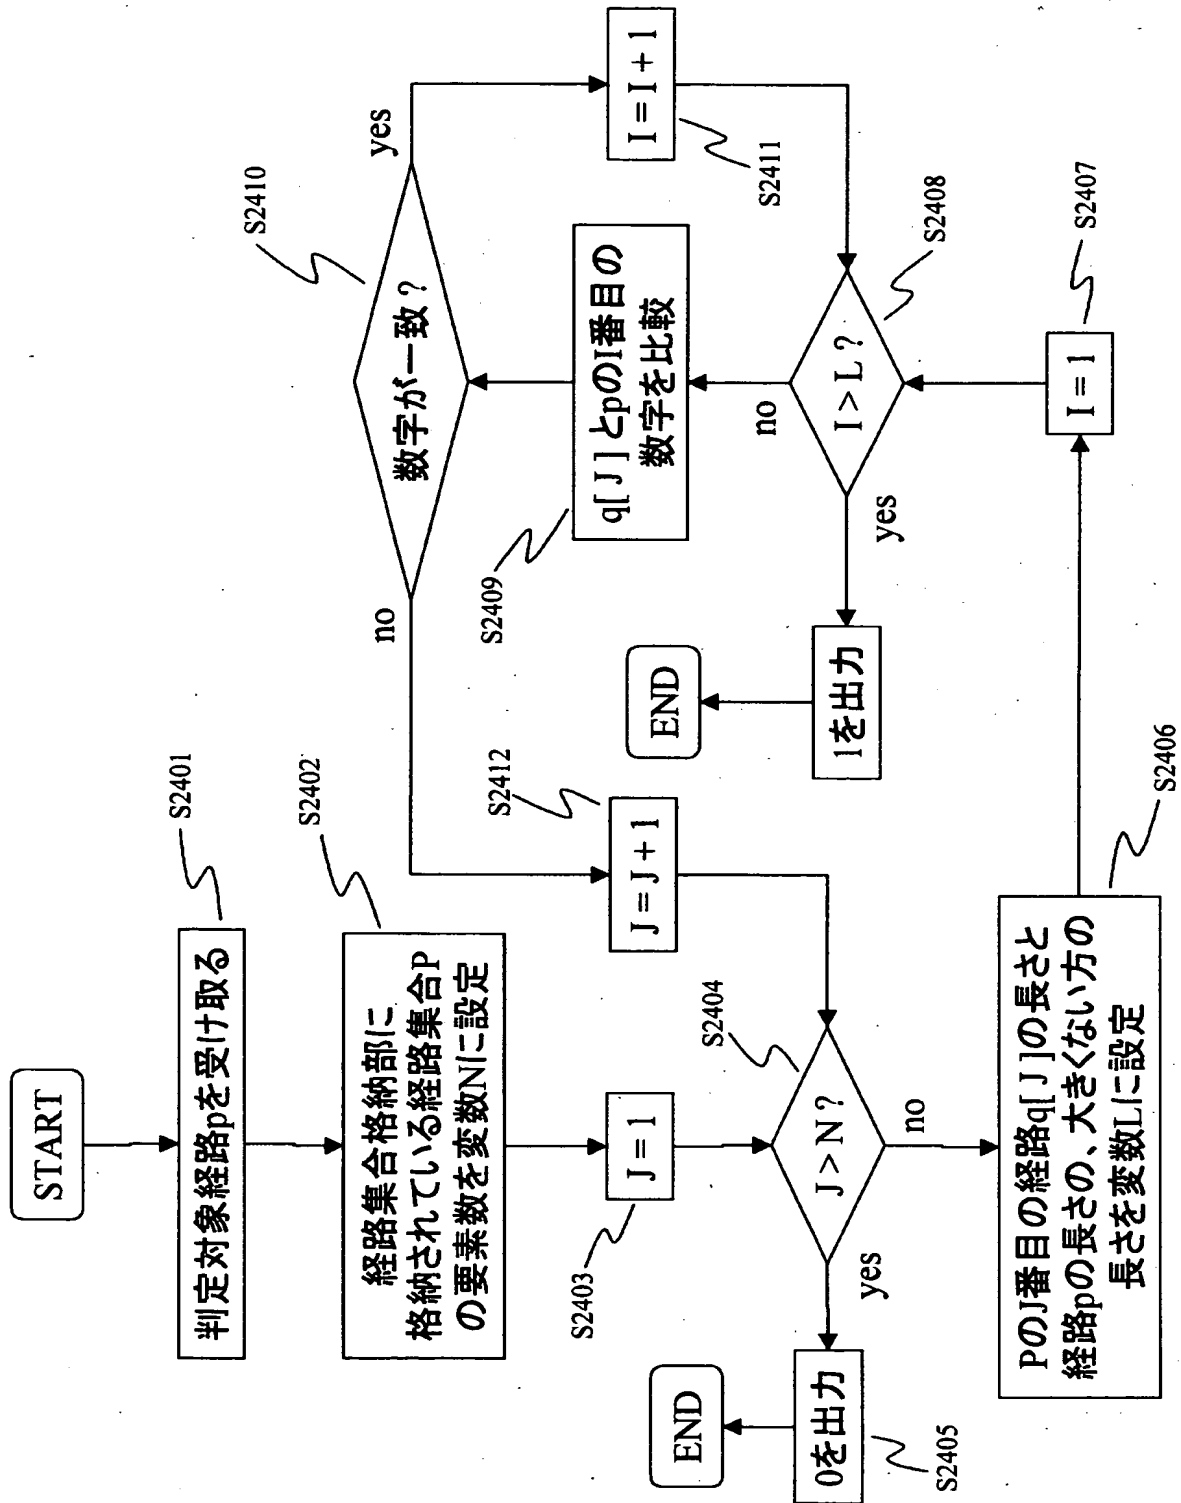 START
判定対象経路pを受け取る
S2401
経路集合格納部に
格納されている経路集合P
の要素数を変数Nに設定
S2402
J = 1
S2403
J > N ?
S2404
yes
no
0を出力
S2405
END
PのJ番目の経路q[ J ]の長さと
経路pの長さの、大きくない方の
長さを変数Lに設定
S2406
I = 1
S2407
I > L ?
S2408
yes
no
1を出力
END
q[ J ]とpのI番目の
数字を比較
S2409
数字が一致?
S2410
yes
no
I = I + 1
S2411
J = J + 1
S2412